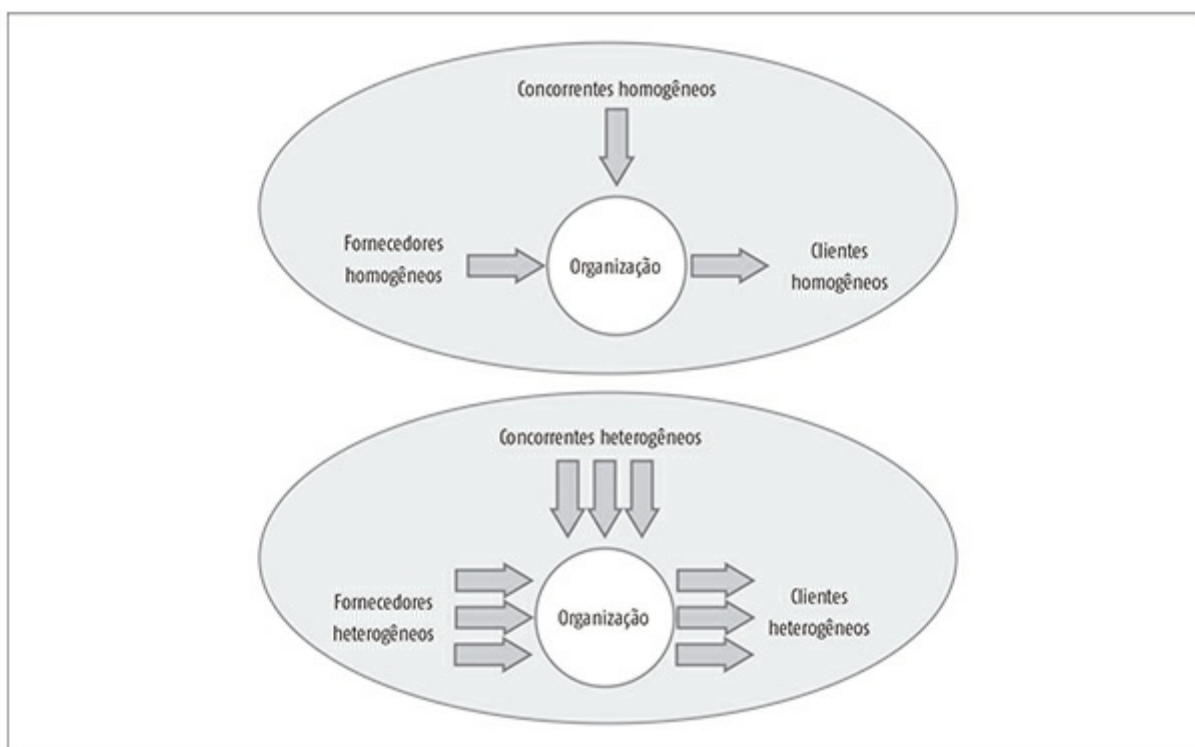 Concorrentes homogêneos
Fornecedores
homogêneos
Organização
Clientes
homogêneos
Concorrentes heterogêneos
Fornecedores
heterogêneos
Organização
Clientes
heterogêneos